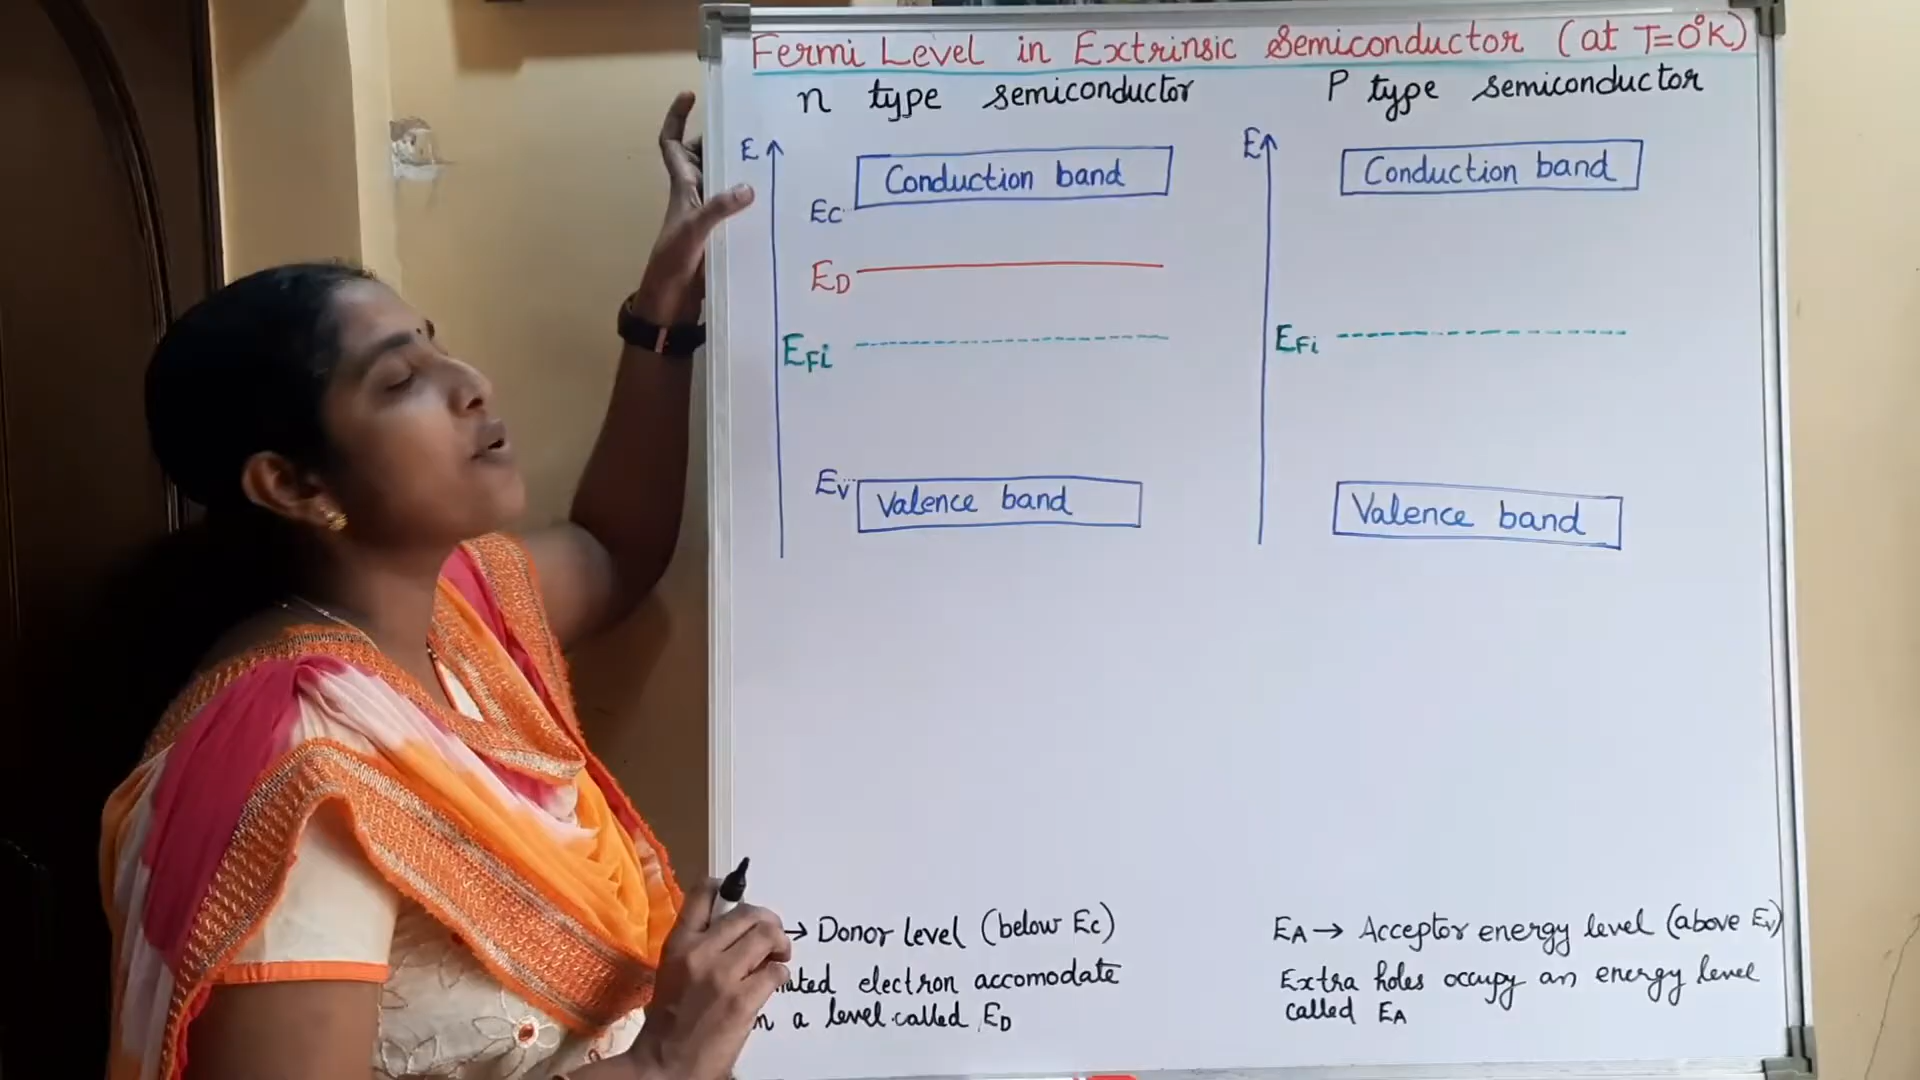 Fermi Level in Extrinsic Semiconductor (at T=0°K)
n type semiconductor
E
Conduction band
Ec
ED
EFi
Ev
Valence band
→ Donor level (below Ec)
electron accomodate
a level called ED
P type semiconductor
E
Conduction band
EFi
Valence band
EA → Acceptor energy level (above Ev)
Extra holes occupy an energy level
called EA